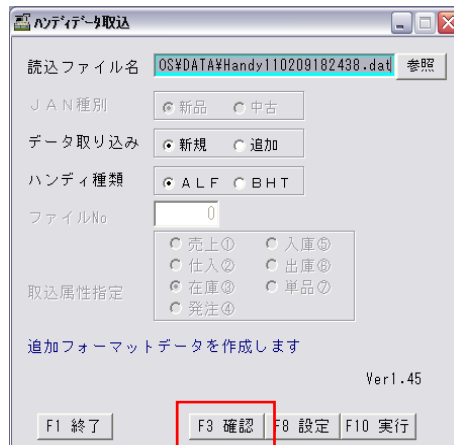 ハンディデータ取込
読込ファイル名 OS¥DATA¥Handy110209182438.dat 参照
ＪＡＮ種別 新品 中古
データ取り込み 新規 追加
ハンディ種類 ＡＬＦ ＢＨＴ
ファイルNo 0
売上① 入庫⑤
仕入② 出庫⑥
取込属性指定 在庫③ 単品⑦
発注④
追加フォーマットデータを作成します
Ver1.45
F1 終了 F3 確認 F8 設定 F10 実行